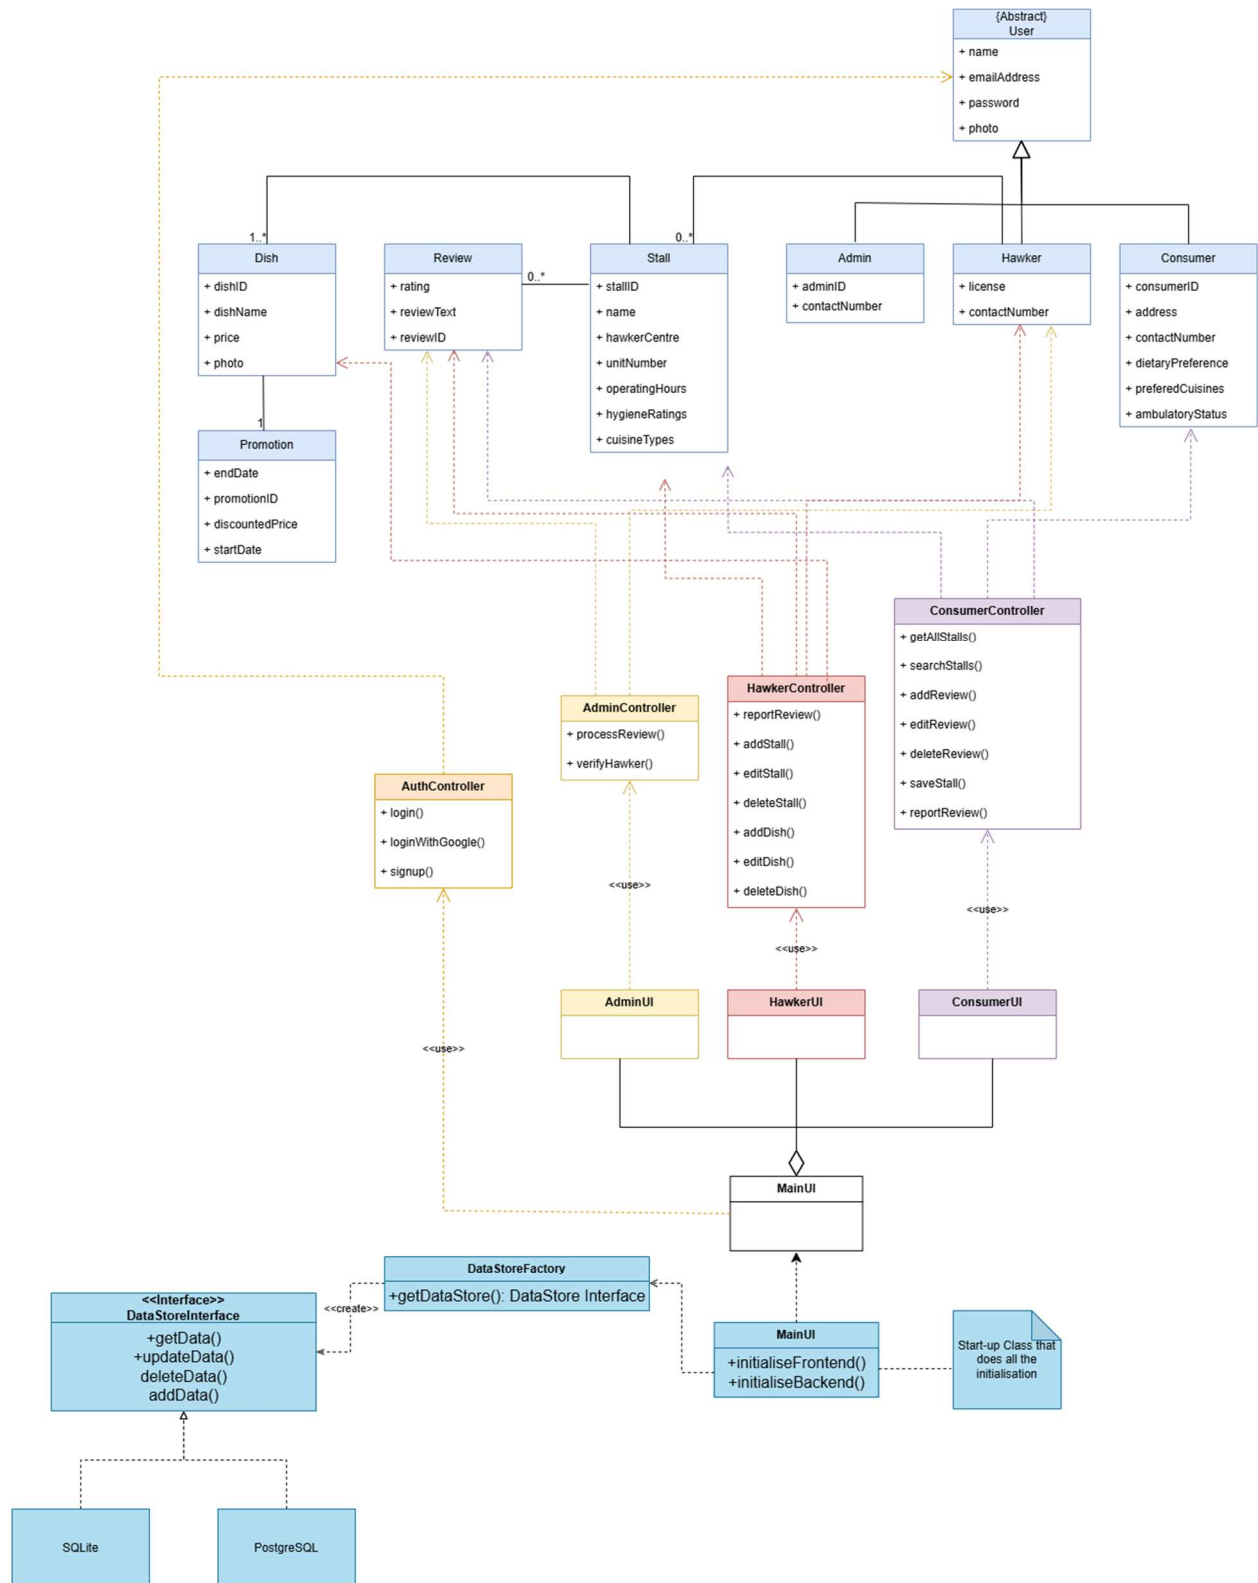 {Abstract}
User
+ name
+ emailAddress
+ password
+ photo
1..*
0..*
Dish
+ dishID
+ dishName
+ price
+ photo
Review
+ rating
+ reviewText
+ reviewID
0..*
Stall
+ stallID
+ name
+ hawkerCentre
+ unitNumber
+ operatingHours
+ hygieneRatings
+ cuisineTypes
Admin
+ adminID
+ contactNumber
Hawker
+ license
+ contactNumber
Consumer
+ consumerID
+ address
+ contactNumber
+ dietaryPreference
+ preferedCuisines
+ ambulatoryStatus
1
Promotion
+ endDate
+ promotionID
+ discountedPrice
+ startDate
ConsumerController
+ getAllStalls()
+ searchStalls()
+ addReview()
+ editReview()
+ deleteReview()
+ saveStall()
+ reportReview()
HawkerController
+ reportReview()
+ addStall()
+ editStall()
+ deleteStall()
+ addDish()
+ editDish()
+ deleteDish()
AdminController
+ processReview()
+ verifyHawker()
AuthController
+ login()
+ loginWithGoogle()
+ signup()
<<use>>
<<use>>
<<use>>
AdminUI
HawkerUI
ConsumerUI
<<use>>
MainUI
DataStoreFactory
+getDataStore(): DataStore Interface
<<create>>
<<Interface>>
DataStoreInterface
+getData()
+updateData()
deleteData()
addData()
MainUI
+initialiseFrontend()
+initialiseBackend()
Start-up Class that
does all the
initialisation
SQLite
PostgreSQL